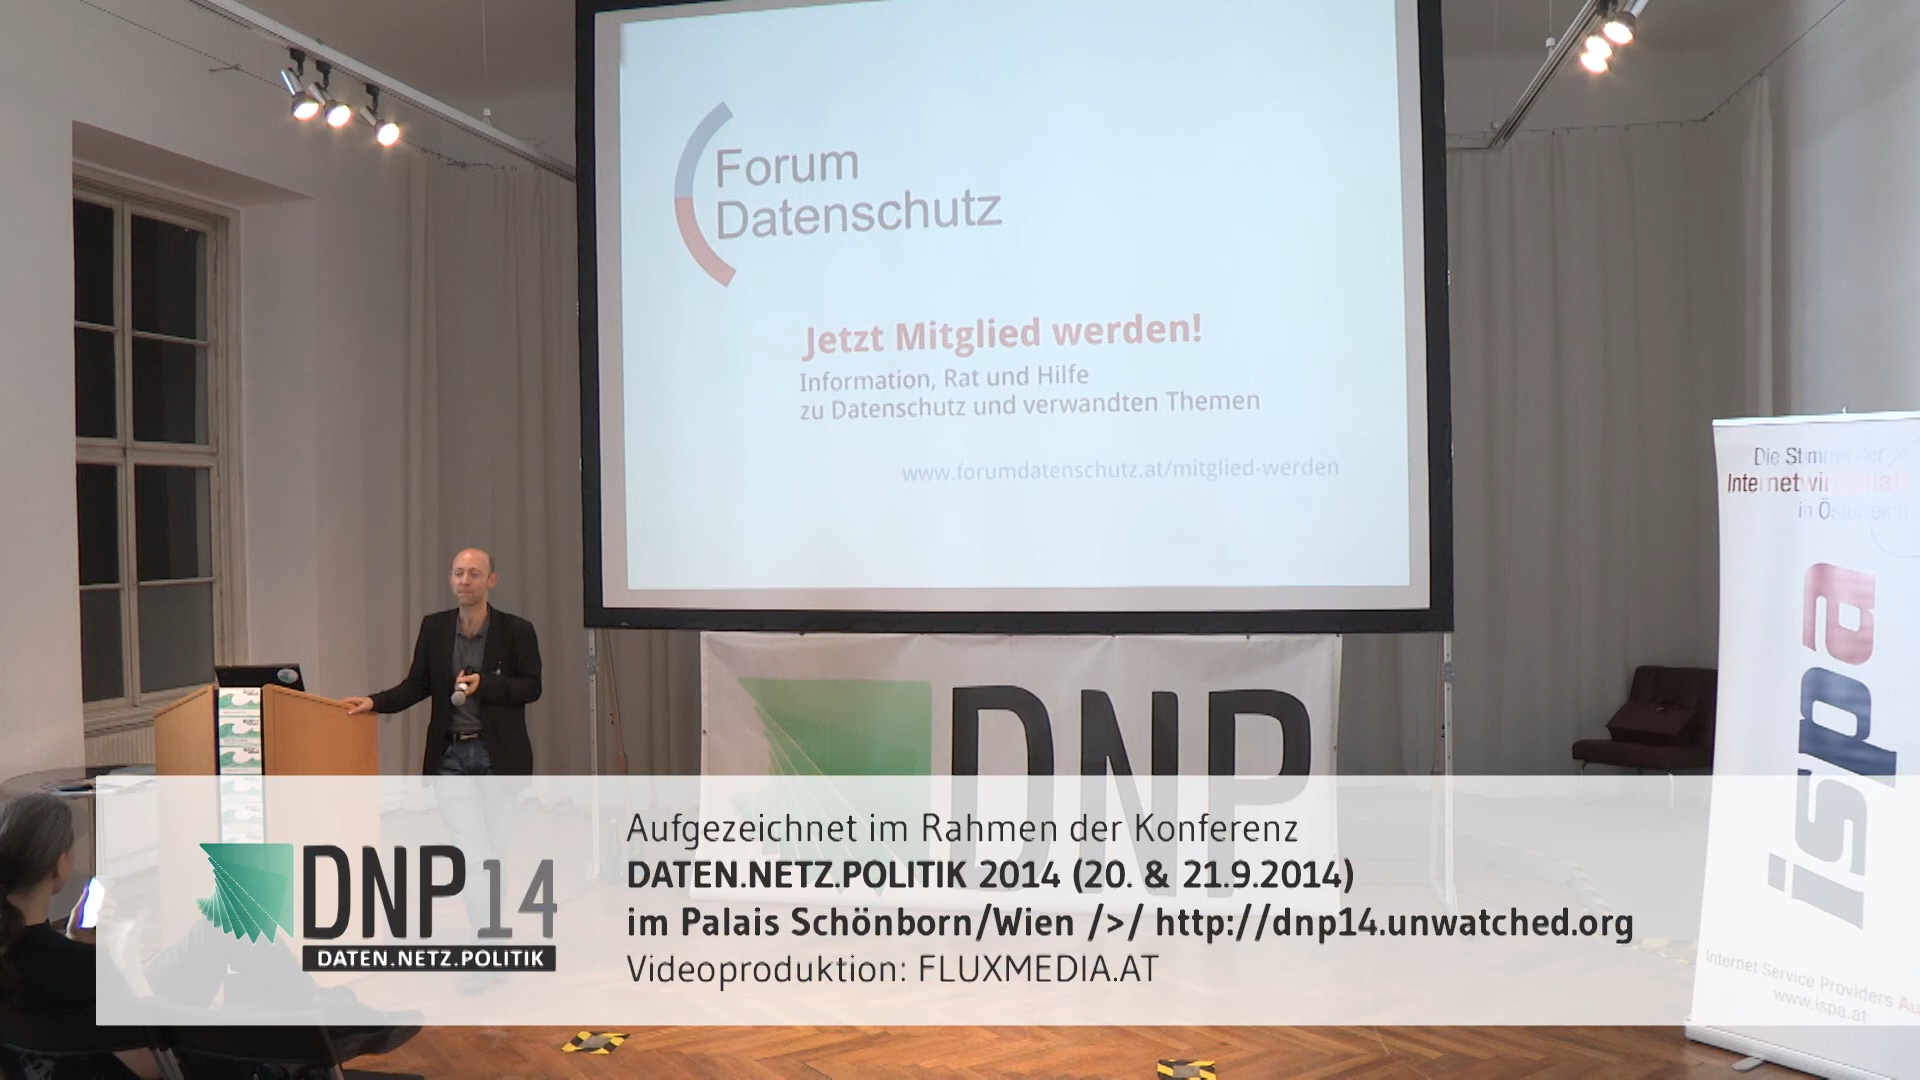 Forum
Datenschutz
Jetzt Mitglied werden!
Information, Rat und Hilfe
zu Datenschutz und verwandten Themen
www.forumdatenschutz.at/mitglied-werden
DNP
Die Stimme der
Internetwirtschaft
in Österreich
ispa
Internet Service Providers Au
www.ispa.at
DNP14
DATEN.NETZ.POLITIK
Aufgezeichnet im Rahmen der Konferenz
DATEN.NETZ.POLITIK 2014 (20. & 21.9.2014)
im Palais Schönborn/Wien />/ http://dnp14.unwatched.org
Videoproduktion: FLUXMEDIA.AT